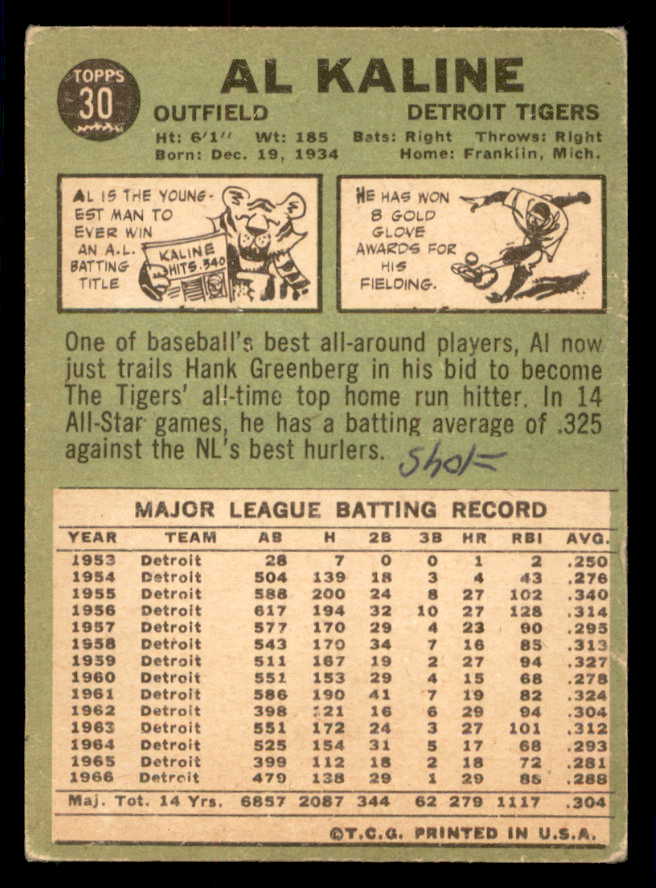 TOPPS
30
AL KALINE
OUTFIELD DETROIT TIGERS
Ht: 6'1" Wt: 185 Bats: Right Throws: Right
Born: Dec. 19, 1934 Home: Franklin, Mich.
AL IS THE YOUNG-
EST MAN TO
EVER WIN
AN A.L.
BATTING
TITLE
KALINE
HITS .340
HE HAS WON
8 GOLD
GLOVE
AWARDS FOR
HIS
FIELDING.
One of baseball's best all-around players, Al now
just trails Hank Greenberg in his bid to become
The Tigers' all-time top home run hitter. In 14
All-Star games, he has a batting average of .325
against the NL's best hurlers.
MAJOR LEAGUE BATTING RECORD
YEAR TEAM AB H 2B 3B HR RBI AVG.
1953 Detroit 28 7 0 0 1 2 .250
1954 Detroit 504 139 18 3 4 43 .276
1955 Detroit 588 200 24 8 27 102 .340
1956 Detroit 617 194 32 10 27 128 .314
1957 Detroit 577 170 29 4 23 90 .295
1958 Detroit 543 170 34 7 16 85 .313
1959 Detroit 511 167 19 2 27 94 .327
1960 Detroit 551 153 29 4 15 68 .278
1961 Detroit 586 190 41 7 19 82 .324
1962 Detroit 398 121 16 6 29 94 .304
1963 Detroit 551 172 24 3 27 101 .312
1964 Detroit 525 154 31 5 17 68 .293
1965 Detroit 399 112 18 2 18 72 .281
1966 Detroit 479 138 29 1 29 88 .288
Maj. Tot. 14 Yrs. 6857 2087 344 62 279 1117 .304
©T.C.G. PRINTED IN U.S.A.